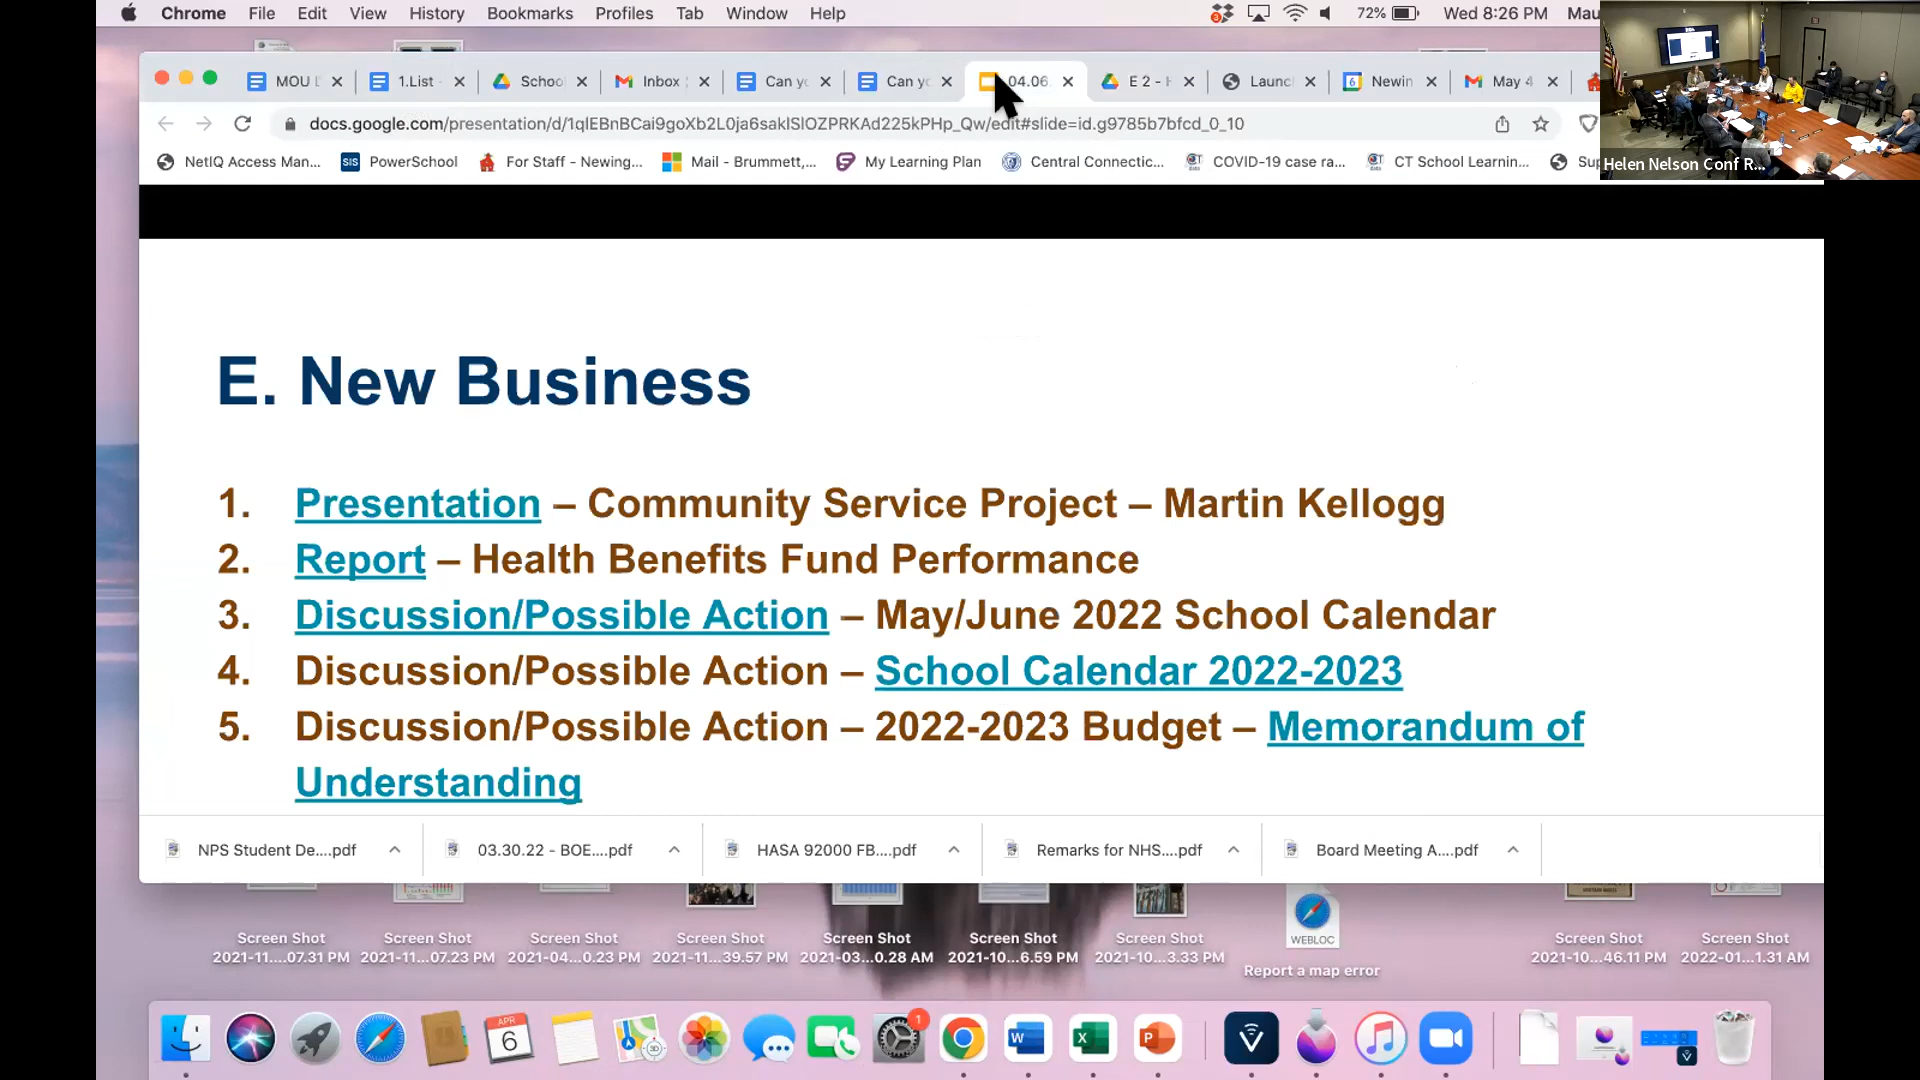 Chrome File Edit View History Bookmarks Profiles Tab Window Help 3 72% Wed 8:26 PM Mau
MOU 1.List - Schoo Inbox Can y Can y 04.06. E 2 - H Launc 6 Newin May 4
docs.google.com/presentation/d/1qIEBnBCai9goXb2L0ja6saklSlOZPRKAd225kPHp_Qw/edit#slide=id.g9785b7bfcd_0_10
NetIQ Access Man... SIS PowerSchool For Staff - Newing... Mail - Brummett,... My Learning Plan Central Connectic... COVID-19 case ra... CT School Learnin... Su
Helen Nelson Conf R...
E. New Business
1. Presentation – Community Service Project – Martin Kellogg
2. Report – Health Benefits Fund Performance
3. Discussion/Possible Action – May/June 2022 School Calendar
4. Discussion/Possible Action – School Calendar 2022-2023
5. Discussion/Possible Action – 2022-2023 Budget – Memorandum of
Understanding
NPS Student De....pdf 03.30.22 - BOE....pdf HASA 92000 FB....pdf Remarks for NHS....pdf Board Meeting A....pdf
WEBLOC
Screen Shot Screen Shot Screen Shot Screen Shot Screen Shot Screen Shot Screen Shot Screen Shot Screen Shot
2021-11....07.31 PM 2021-11...07.23 PM 2021-04...0.23 PM 2021-11...39.57 PM 2021-03...0.28 AM 2021-10...6.59 PM 2021-10...3.33 PM 2021-10...46.11 PM 2022-01...1.31 AM
Report a map error
APR
6
1
W
X
P